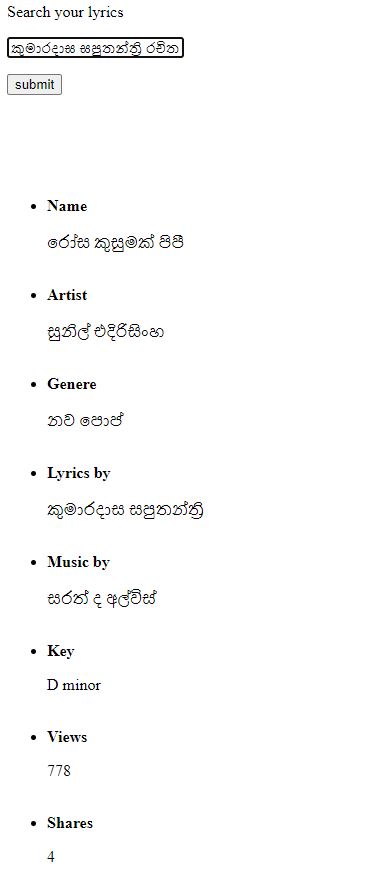 Search your lyrics
කුමාරදාස සපුතන්ත්‍රි රචිත
submit
Name
රෝස කුසුමක් පිපී
Artist
සුනිල් එදිරිසිංහ
Genere
නව පොප්
Lyrics by
කුමාරදාස සපුතන්ත්‍රි
Music by
සරත් ද අල්විස්
Key
D minor
Views
778
Shares
4